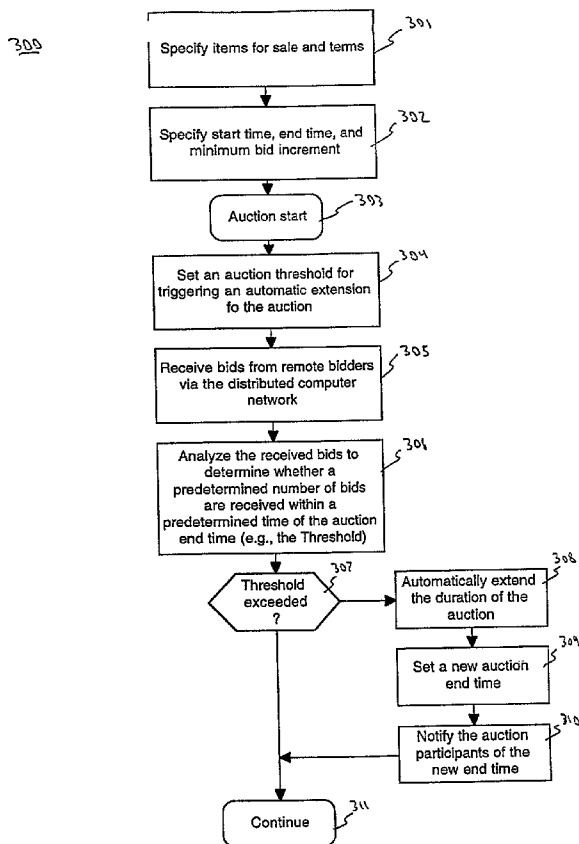 300
301
Specify items for sale and terms
302
Specify start time, end time, and
minimum bid increment
303
Auction start
304
Set an auction threshold for
triggering an automatic extension
fo the auction
305
Receive bids from remote bidders
via the distributed computer
network
306
Analyze the received bids to
determine whether a
predetermined number of bids
are received within a
predetermined time of the auction
end time (e.g., the Threshold)
307
Threshold
exceeded
?
308
Automatically extend
the duration of the
auction
309
Set a new auction
end time
310
Notify the auction
participants of the
new end time
311
Continue